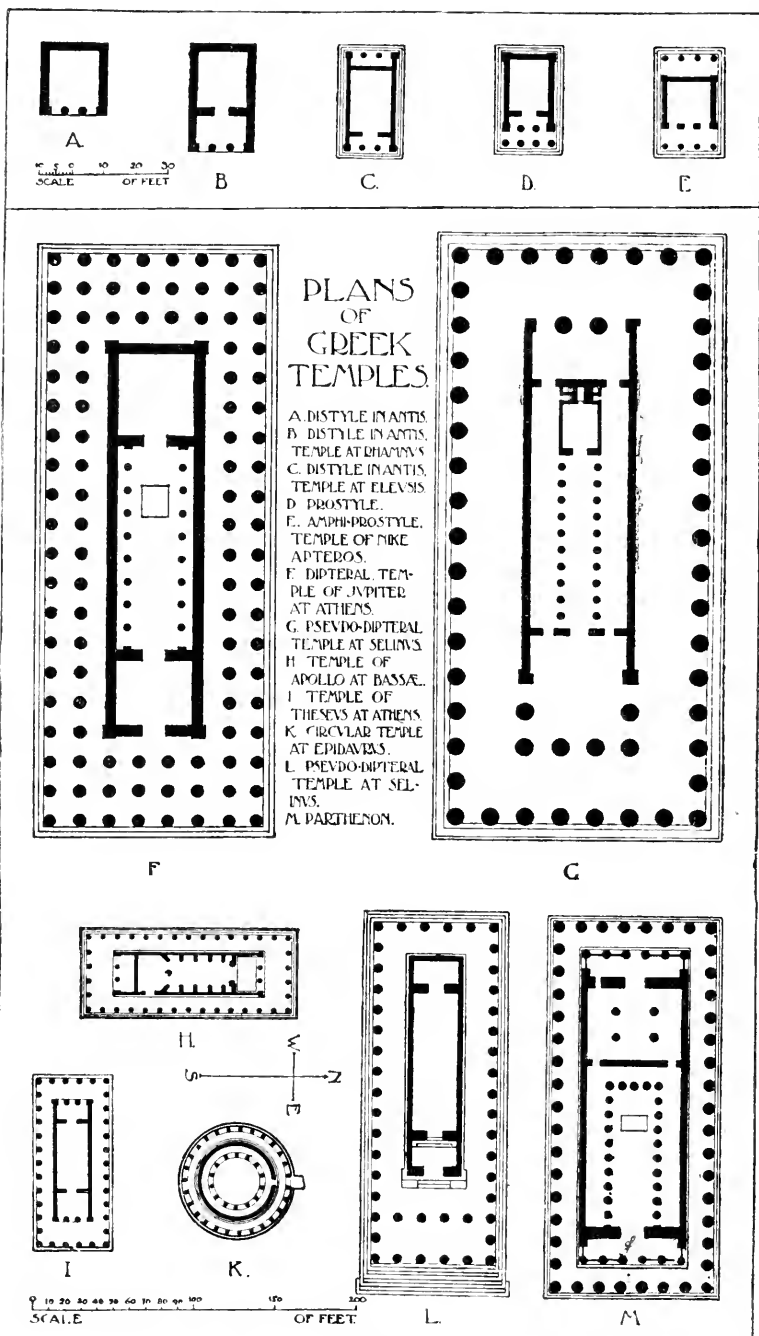 A.
B
C.
D.
E
10 5 0 10 20 30
SCALE OF FEET
PLANS
OF
GREEK
TEMPLES.
A. DISTYLE IN ANTIS.
B DISTYLE IN ANTIS,
TEMPLE AT RHAMNVS
C. DISTYLE IN ANTIS,
TEMPLE AT ELEVSIS.
D PROSTYLE.
E. AMPHI-PROSTYLE,
TEMPLE OF NIKE
APTEROS.
F DIPTERAL TEM-
PLE OF JVPITER
AT ATHENS.
G. PSEVDO-DIPTERAL
TEMPLE AT SELINVS.
H TEMPLE OF
APOLLO AT BASSÆ.
I TEMPLE OF
THESEVS AT ATHENS.
K CIRCVLAR TEMPLE
AT EPIDAVRAS.
L PSEVDO-DIPTERAL
TEMPLE AT SEL-
INVS.
M. PARTHENON.
F
G
H.
W
S
N
E
I
K.
L.
M.
0 10 20 30 40 50 60 70 80 90 100 150 200
SCALE OF FEET